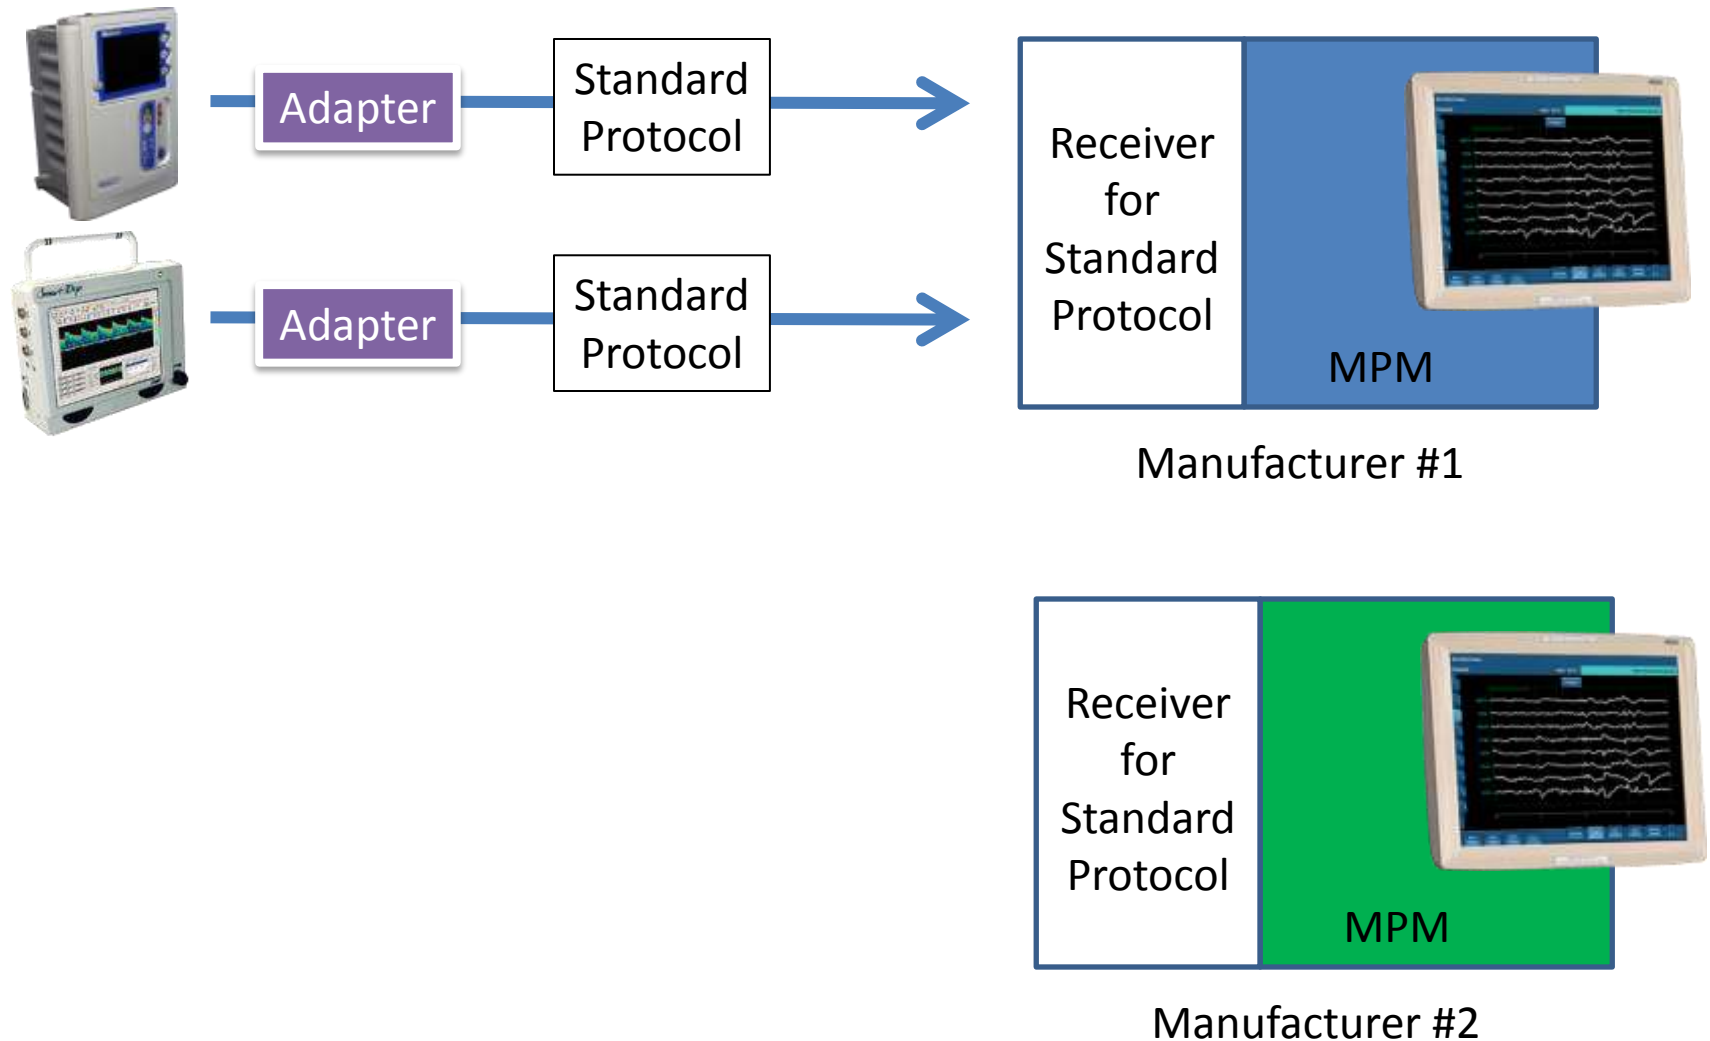 Adapter
Standard
Protocol
Receiver
for
Standard
Protocol
MPM
Adapter
Standard
Protocol
Manufacturer #1
Receiver
for
Standard
Protocol
MPM
Manufacturer #2